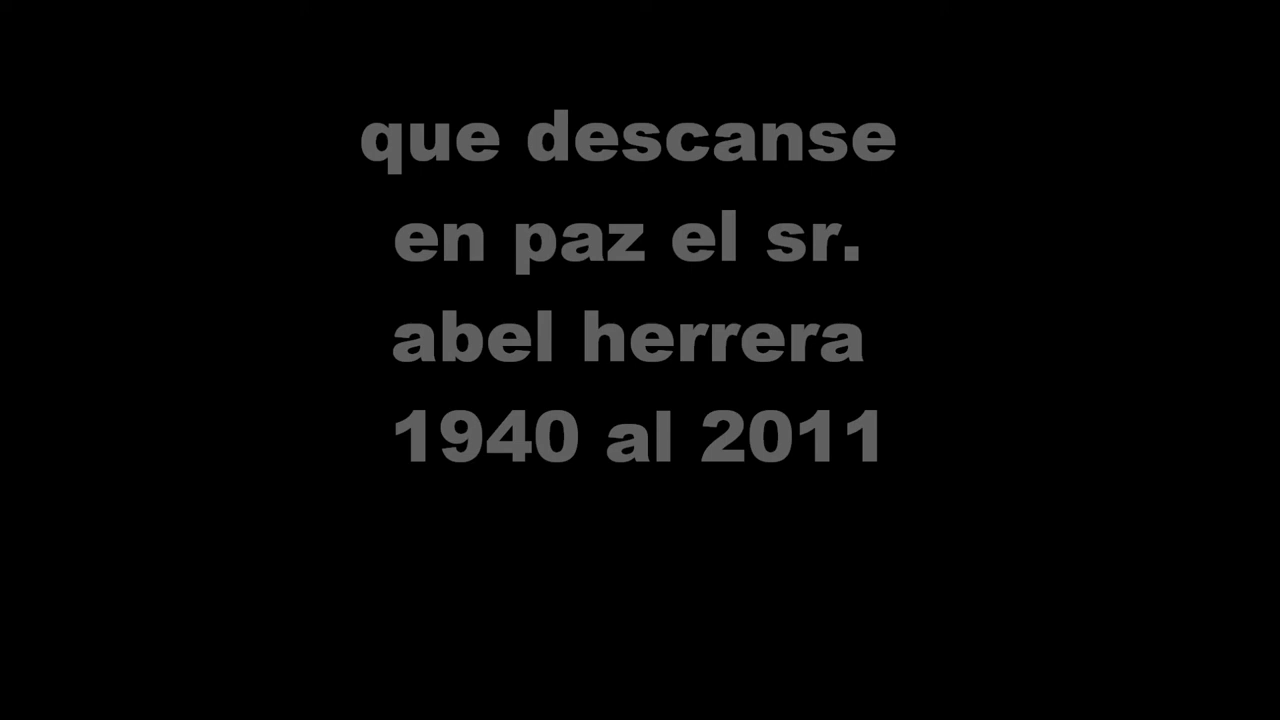 que descanse
en paz el sr.
abel herrera
1940 al 2011